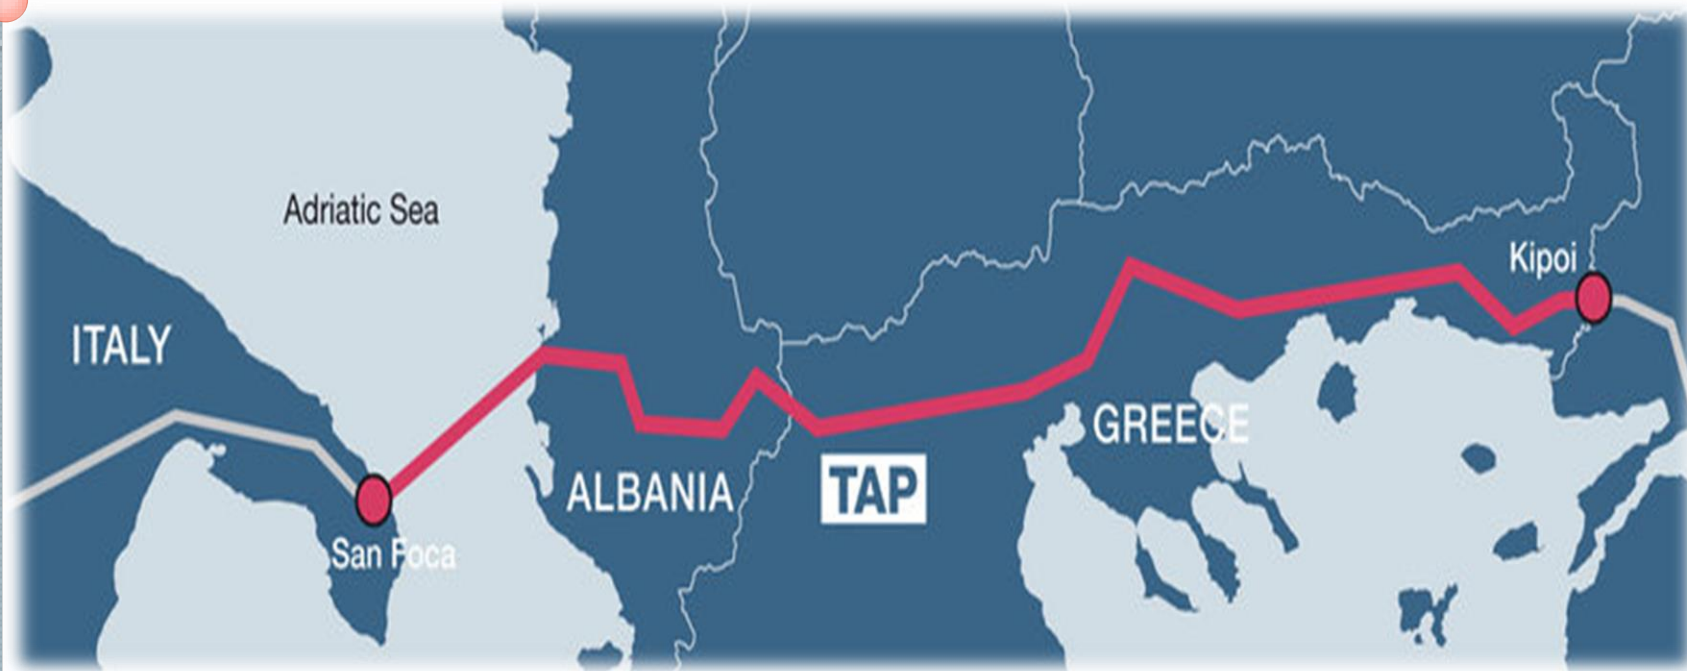 Adriatic Sea
Kipoi
ITALY
GREECE
ALBANIA
TAP
San Foca